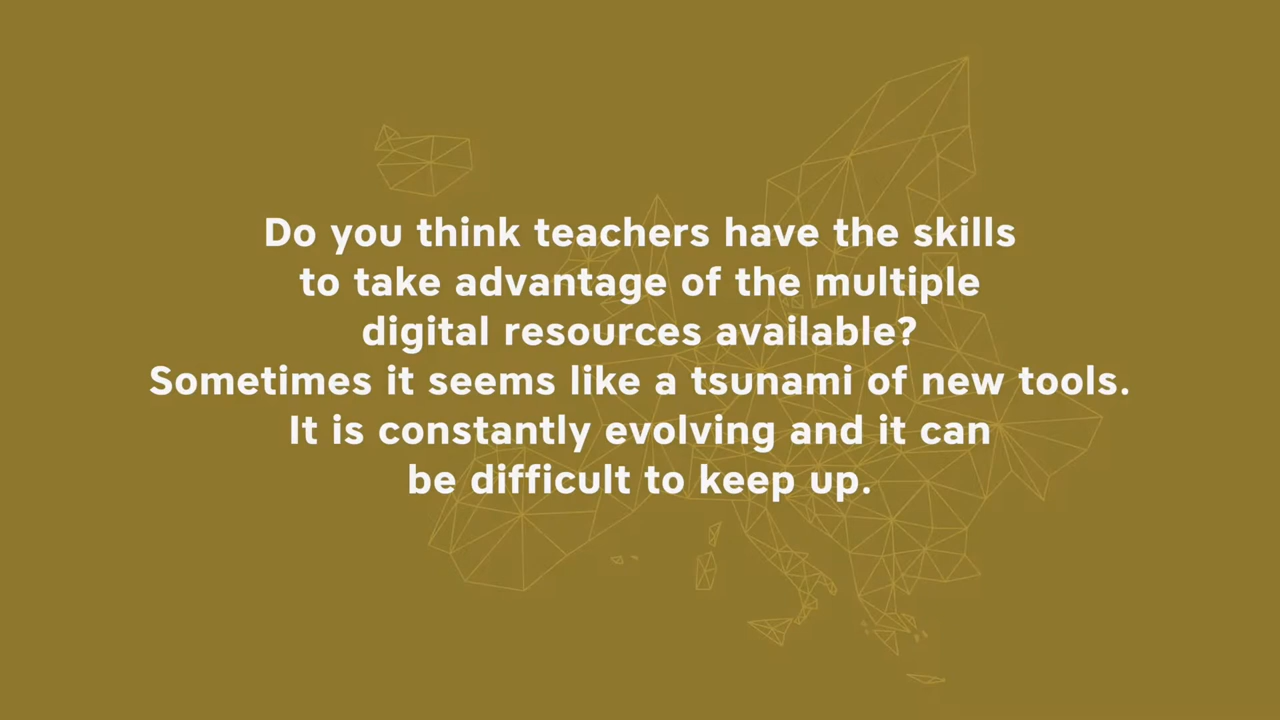 Do you think teachers have the skills
to take advantage of the multiple
digital resources available?
Sometimes it seems like a tsunami of new tools.
It is constantly evolving and it can
be difficult to keep up.